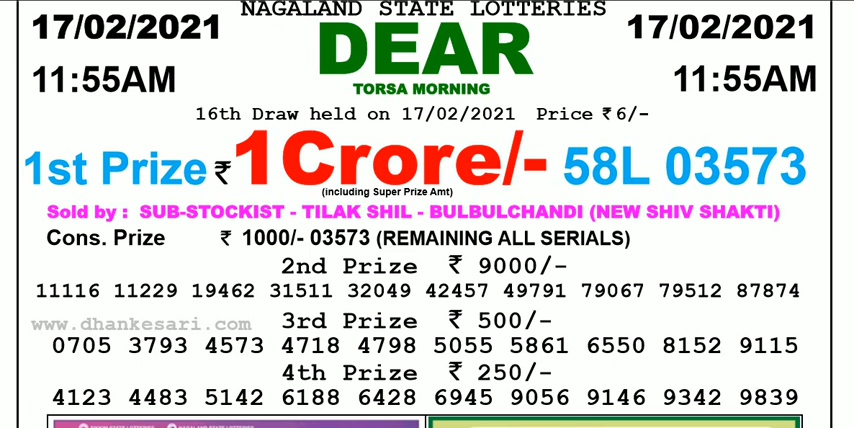 NAGALAND STATE LOTTERIES
17/02/2021 DEAR 17/02/2021
11:55AM TORSA MORNING 11:55AM
16th Draw held on 17/02/2021 Price ₹ 6/-
1st Prize ₹ 1Crore/- 58L 03573
(including Super Prize Amt)
Sold by : SUB-STOCKIST - TILAK SHIL - BULBULCHANDI (NEW SHIV SHAKTI)
Cons. Prize ₹ 1000/- 03573 (REMAINING ALL SERIALS)
2nd Prize ₹ 9000/-
11116 11229 19462 31511 32049 42457 49791 79067 79512 87874
www.dhankesari.com 3rd Prize ₹ 500/-
0705 3793 4573 4718 4798 5055 5861 6550 8152 9115
4th Prize ₹ 250/-
4123 4483 5142 6188 6428 6945 9056 9146 9342 9839